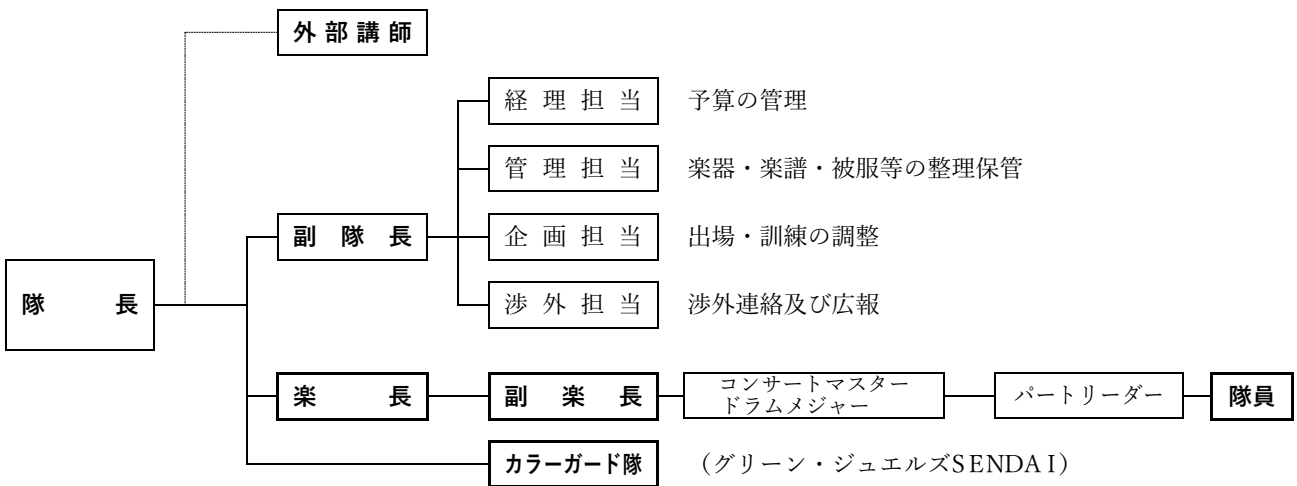 外部講師
経理担当 予算の管理
管理担当 楽器・楽譜・被服等の整理保管
副隊長 企画担当 出場・訓練の調整
隊長 渉外担当 渉外連絡及び広報
楽長 副楽長 コンサートマスター
ドラムメジャー パートリーダー 隊員
カラーガード隊 （グリーン・ジュエルズSENDAI）